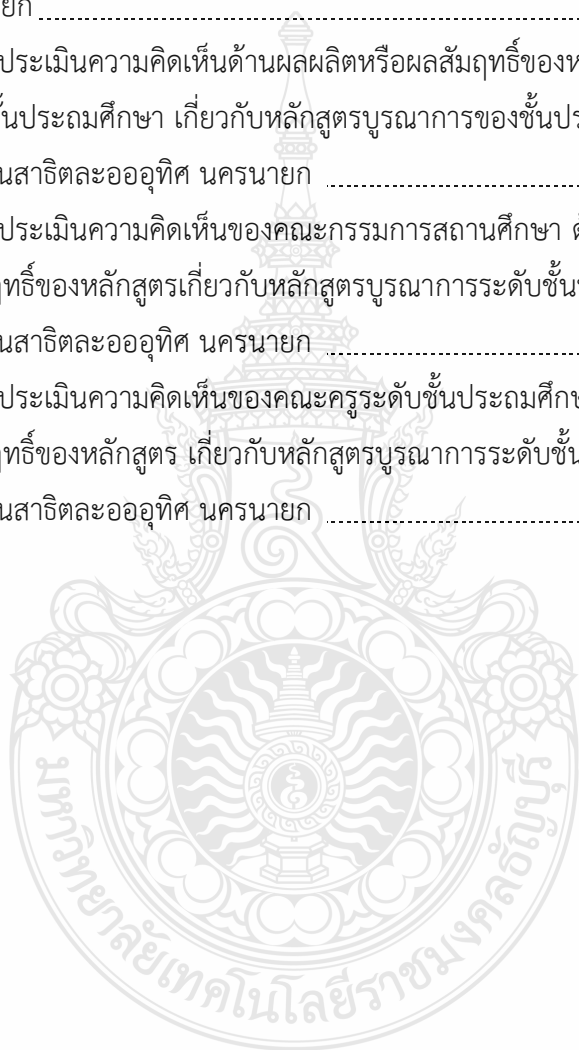 ยก
ประเมินความคิดเห็นด้านผลผลิตหรือผลสัมฤทธิ์ของห
ชั้นประถมศึกษา เกี่ยวกับหลักสูตรบูรณาการของชั้นประ
นสาธิตละอออุทิศ นครนายก
ประเมินความคิดเห็นของคณะกรรมการสถานศึกษา ด้
ฤทธิ์ของหลักสูตรเกี่ยวกับหลักสูตรบูรณาการระดับชั้น
นสาธิตละอออุทิศ นครนายก
ประเมินความคิดเห็นของคณะครูระดับชั้นประถมศึกษ
ฤทธิ์ของหลักสูตร เกี่ยวกับหลักสูตรบูรณาการระดับชั้น
นสาธิตละอออุทิศ นครนายก
มหาวิทยาลัยเทคโนโลยีราชมงคลธัญบุรี